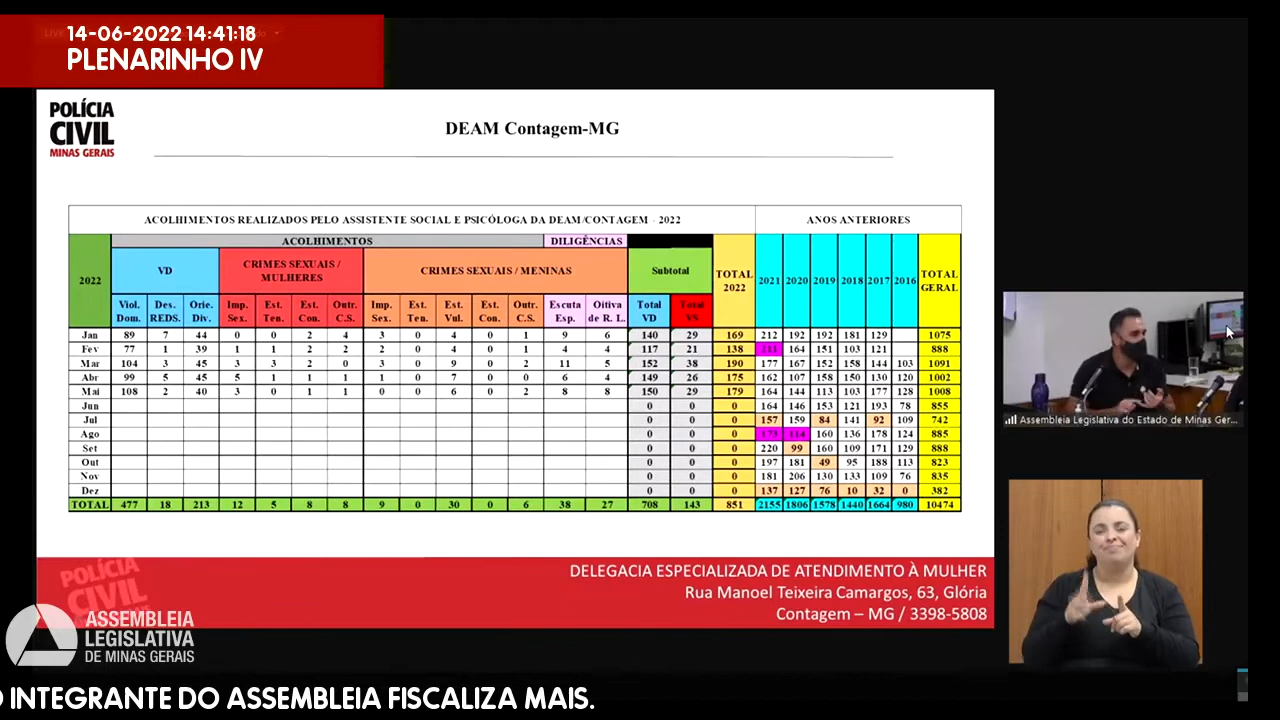 14-06-2022 14:41:18
PLENARINHO IV
POLÍCIA
CIVIL
MINAS GERAIS
DEAM Contagem-MG
ACOLHIMENTOS REALIZADOS PELO ASSISTENTE SOCIAL E PSICÓLOGA DA DEAM/CONTAGEM - 2022 ANOS ANTERIORES
ACOLHIMENTOS DILIGÊNCIAS
2022 VD CRIMES SEXUAIS / MULHERES CRIMES SEXUAIS / MENINAS Subtotal TOTAL 2022 2021 2020 2019 2018 2017 2016 TOTAL GERAL
Viol. Dom. Des. REDS. Orie. Div. Imp. Sex. Est. Ten. Est. Con. Outr. C.S. Imp. Sex. Est. Ten. Est. Vul. Est. Con. Outr. C.S. Escuta Esp. Oitiva de R. L. Total VD Total VS
Jan 89 7 44 0 0 2 4 3 0 4 0 1 9 6 140 29 169 212 192 192 181 129 1075
Fev 77 1 39 1 1 2 2 2 0 4 0 1 4 4 117 21 138 211 164 151 103 121 888
Mar 104 3 45 3 3 2 0 3 0 9 0 2 11 5 152 38 190 177 167 152 158 144 103 1091
Abr 99 5 45 5 1 1 1 1 0 7 0 0 6 4 149 26 175 162 107 158 150 130 120 1002
Mai 108 2 40 3 0 1 1 0 0 6 0 2 8 8 150 29 179 164 144 113 103 177 128 1008
Jun 0 0 0 164 146 153 121 193 78 855
Jul 0 0 0 157 159 84 141 92 109 742
Ago 0 0 0 173 114 160 136 178 124 885
Set 0 0 0 220 99 160 109 171 129 888
Out 0 0 0 197 181 49 95 188 113 823
Nov 0 0 0 181 206 130 133 109 76 835
Dez 0 0 0 137 127 76 10 32 0 382
TOTAL 477 18 213 12 5 8 8 9 0 30 0 6 38 27 708 143 851 2155 1806 1578 1440 1664 980 10474
DELEGACIA ESPECIALIZADA DE ATENDIMENTO À MULHER
Rua Manoel Teixeira Camargos, 63, Glória
Contagem – MG / 3398-5808
POLÍCIA
CIVIL
Assembleia Legislativa do Estado de Minas Ger...
ASSEMBLEIA
LEGISLATIVA
DE MINAS GERAIS
O INTEGRANTE DO ASSEMBLEIA FISCALIZA MAIS.